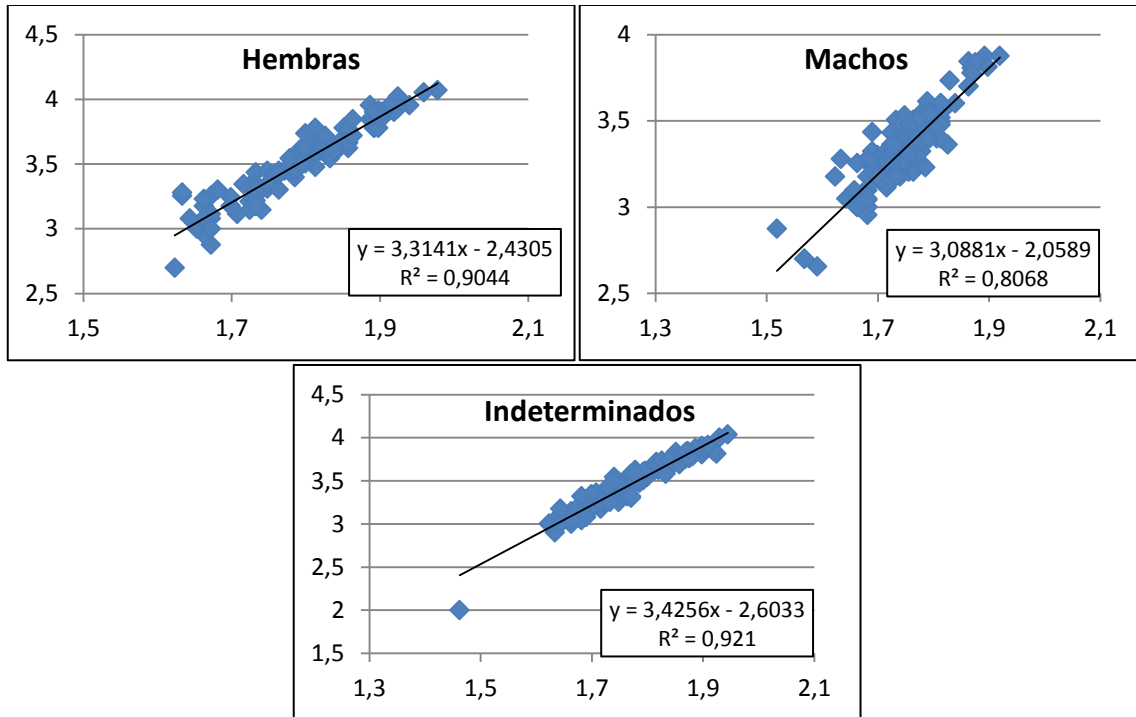 Hembras
4,5
4
3,5
3
2,5
1,5 1,7 1,9 2,1
y = 3,3141x - 2,4305
R² = 0,9044
Machos
4
3,5
3
2,5
1,3 1,5 1,7 1,9 2,1
y = 3,0881x - 2,0589
R² = 0,8068
Indeterminados
4,5
4
3,5
3
2,5
2
1,5
1,3 1,5 1,7 1,9 2,1
y = 3,4256x - 2,6033
R² = 0,921